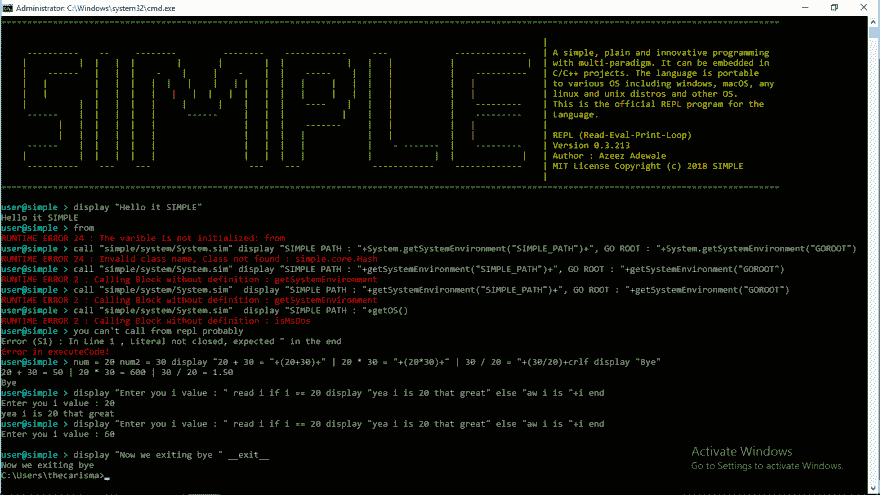 Administrator: C:\Windows\system32\cmd.exe
SIMPLE
A simple, plain and innovative programming
with multi-paradigm. It can be embedded in
C/C++ projects. The language is portable
to various OS including windows, macOS, any
linux and unix distros and other OS.
This is the official REPL program for the
Language.
REPL (Read-Eval-Print-Loop)
Version 0.3.213
Author : Azeez Adewale
MIT License Copyright (c) 2018 SIMPLE
user@simple > display "Hello it SIMPLE"
Hello it SIMPLE
user@simple > from
RUNTIME ERROR 24 : The varible is not initialized: from
user@simple > call "simple/system/System.sim" display "SIMPLE PATH : "+System.getSystemEnvironment("SIMPLE_PATH")+", GO ROOT : "+System.getSystemEnvironment("GOROOT")
RUNTIME ERROR 34 : Invalid class name, Class not found : simple.core.Hash
user@simple > call "simple/system/System.sim" display "SIMPLE PATH : "+getSystemEnvironment("SIMPLE_PATH")+", GO ROOT : "+getSystemEnvironment("GOROOT")
RUNTIME ERROR 2 : Calling Block without definition : getSystemEnvironment
user@simple > call "simple/system/System.sim"  display "SIMPLE PATH : "+getSystemEnvironment("SIMPLE_PATH")+", GO ROOT : "+getSystemEnvironment("GOROOT")
RUNTIME ERROR 2 : Calling Block without definition : getSystemEnvironment
user@simple > call "simple/system/System.sim"  display "SIMPLE PATH : "+getOS()
RUNTIME ERROR 2 : Calling Block without definition : isMsDos
user@simple > you can't call from repl probably
Error (S1) : In Line 1 , Literal not closed, expected " in the end
Error in executeCode!
user@simple > num = 20 num2 = 30 display "20 + 30 = "+(20+30)+" | 20 * 30 = "+(20*30)+" | 30 / 20 = "+(30/20)+crlf display "Bye"
20 + 30 = 50 | 20 * 30 = 600 | 30 / 20 = 1.50
Bye
user@simple > display "Enter you i value : " read i if i == 20 display "yea i is 20 that great" else "aw i is "+i end
Enter you i value : 20
yea i is 20 that great
user@simple > display "Enter you i value : " read i if i == 20 display "yea i is 20 that great" else "aw i is "+i end
Enter you i value : 60
user@simple > display "Now we exiting bye " __exit__
Now we exiting bye
C:\Users\thecarisma>_
Activate Windows
Go to Settings to activate Windows.